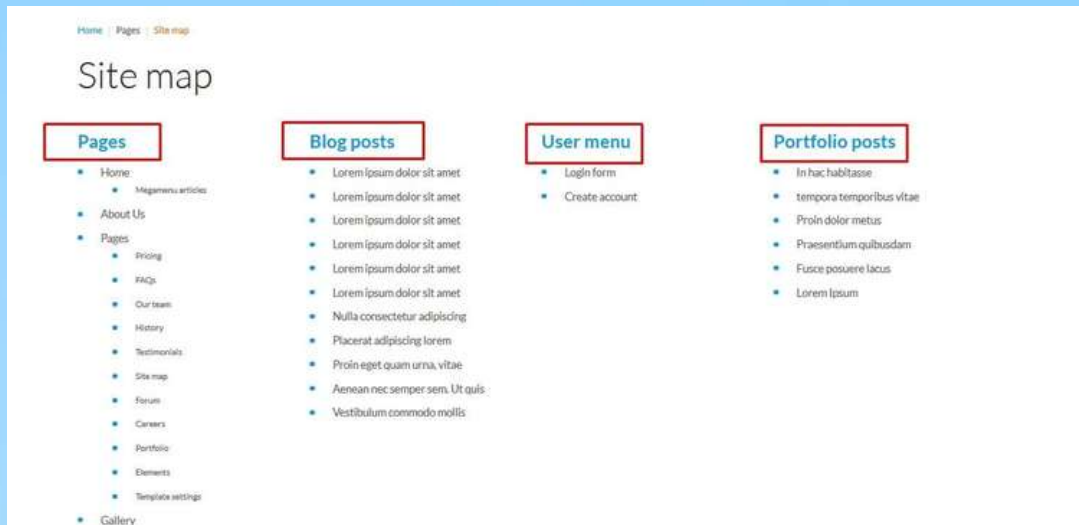 Home | Pages | Site map
Site map
Pages
Home
Megamenu articles
About Us
Pages
Pricing
FAQs
Our team
History
Testimonials
Site map
Forum
Careers
Portfolio
Elements
Template settings
Gallery
Blog posts
Lorem ipsum dolor sit amet
Lorem ipsum dolor sit amet
Lorem ipsum dolor sit amet
Lorem ipsum dolor sit amet
Lorem ipsum dolor sit amet
Lorem ipsum dolor sit amet
Nulla consectetur adipiscing
Placerat adipiscing lorem
Proin eget quam urna, vitae
Aenean nec semper sem. Ut quis
Vestibulum commodo mollis
User menu
Login form
Create account
Portfolio posts
In hac habitasse
tempora temporibus vitae
Proin dolor metus
Praesentium quibusdam
Fusce posuere lacus
Lorem Ipsum